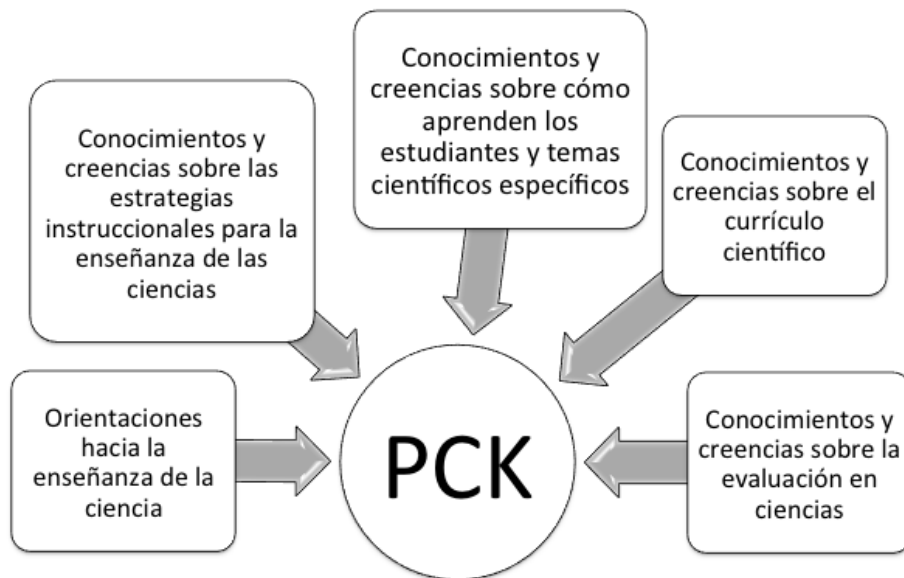 Conocimientos y
creencias sobre las
estrategias
instruccionales para la
enseñanza de las
ciencias
Conocimientos y
creencias sobre cómo
aprenden los
estudiantes y temas
científicos específicos
Conocimientos y
creencias sobre el
currículo
científico
Orientaciones
hacia la
enseñanza de la
ciencia
PCK
Conocimientos y
creencias sobre la
evaluación en
ciencias